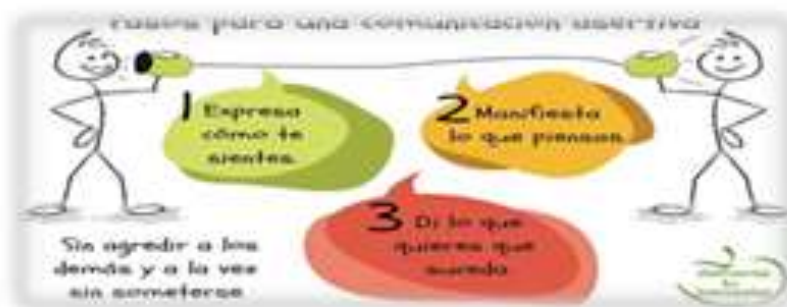 Pasos para una comunicación asertiva
1 Expresa
cómo te
sientes
2 Manifiesta
lo que piensas
3 Di lo que
quieres que
suceda
Sin agredir a los
demás y a la vez
sin someterse